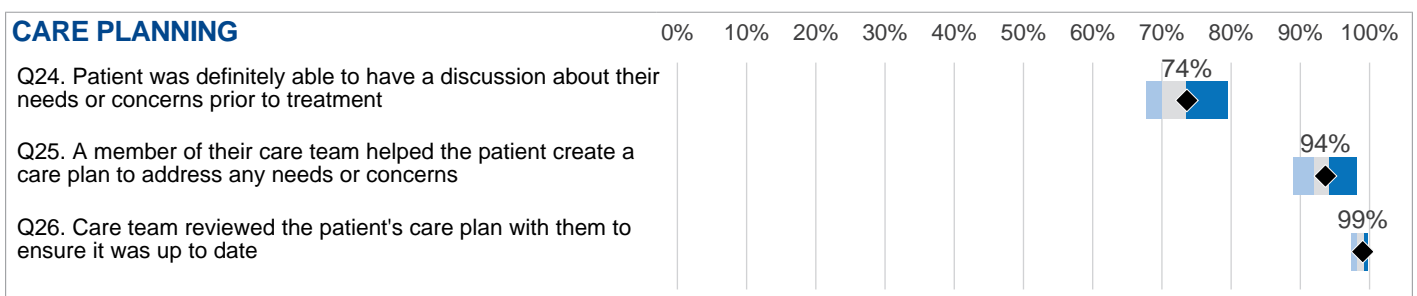 CARE PLANNING 0% 10% 20% 30% 40% 50% 60% 70% 80% 90% 100%
Q24. Patient was definitely able to have a discussion about their
needs or concerns prior to treatment
74%
Q25. A member of their care team helped the patient create a
care plan to address any needs or concerns
94%
Q26. Care team reviewed the patient's care plan with them to
ensure it was up to date
99%